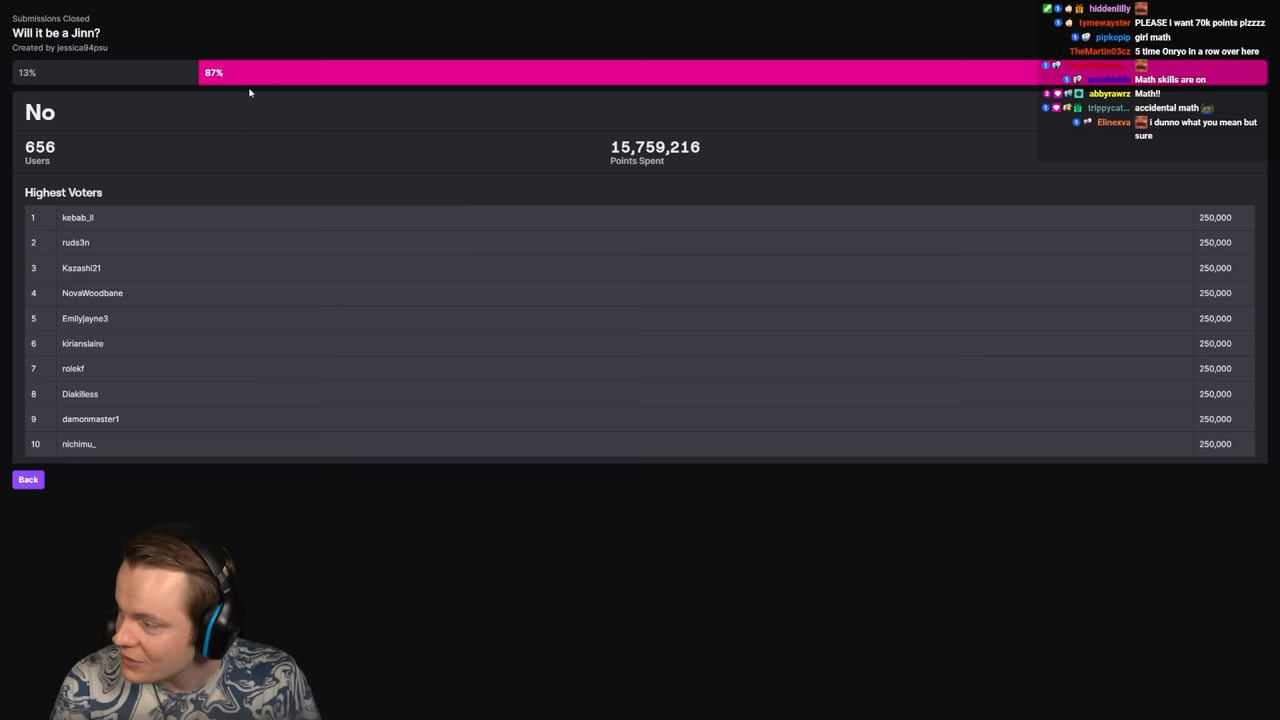 Submissions Closed
Will it be a Jinn?
Created by jessica94psu
13%
87%
No
656
Users
15,759,216
Points Spent
Highest Voters
1 kebab_ll 250,000
2 ruds3n 250,000
3 Kazashi21 250,000
4 NovaWoodbane 250,000
5 Emilyjayne3 250,000
6 kirianslaire 250,000
7 rolekf 250,000
8 Diakilless 250,000
9 damonmaster1 250,000
10 nichimu_ 250,000
Back
hiddenlilly
tymewayster PLEASE I want 70k points plzzzz
pipkopip girl math
TheMartin03cz 5 time Onryo in a row over here
Math skills are on
abbyrawrz Math!!
trippycat... accidental math
Elinexva i dunno what you mean but
sure